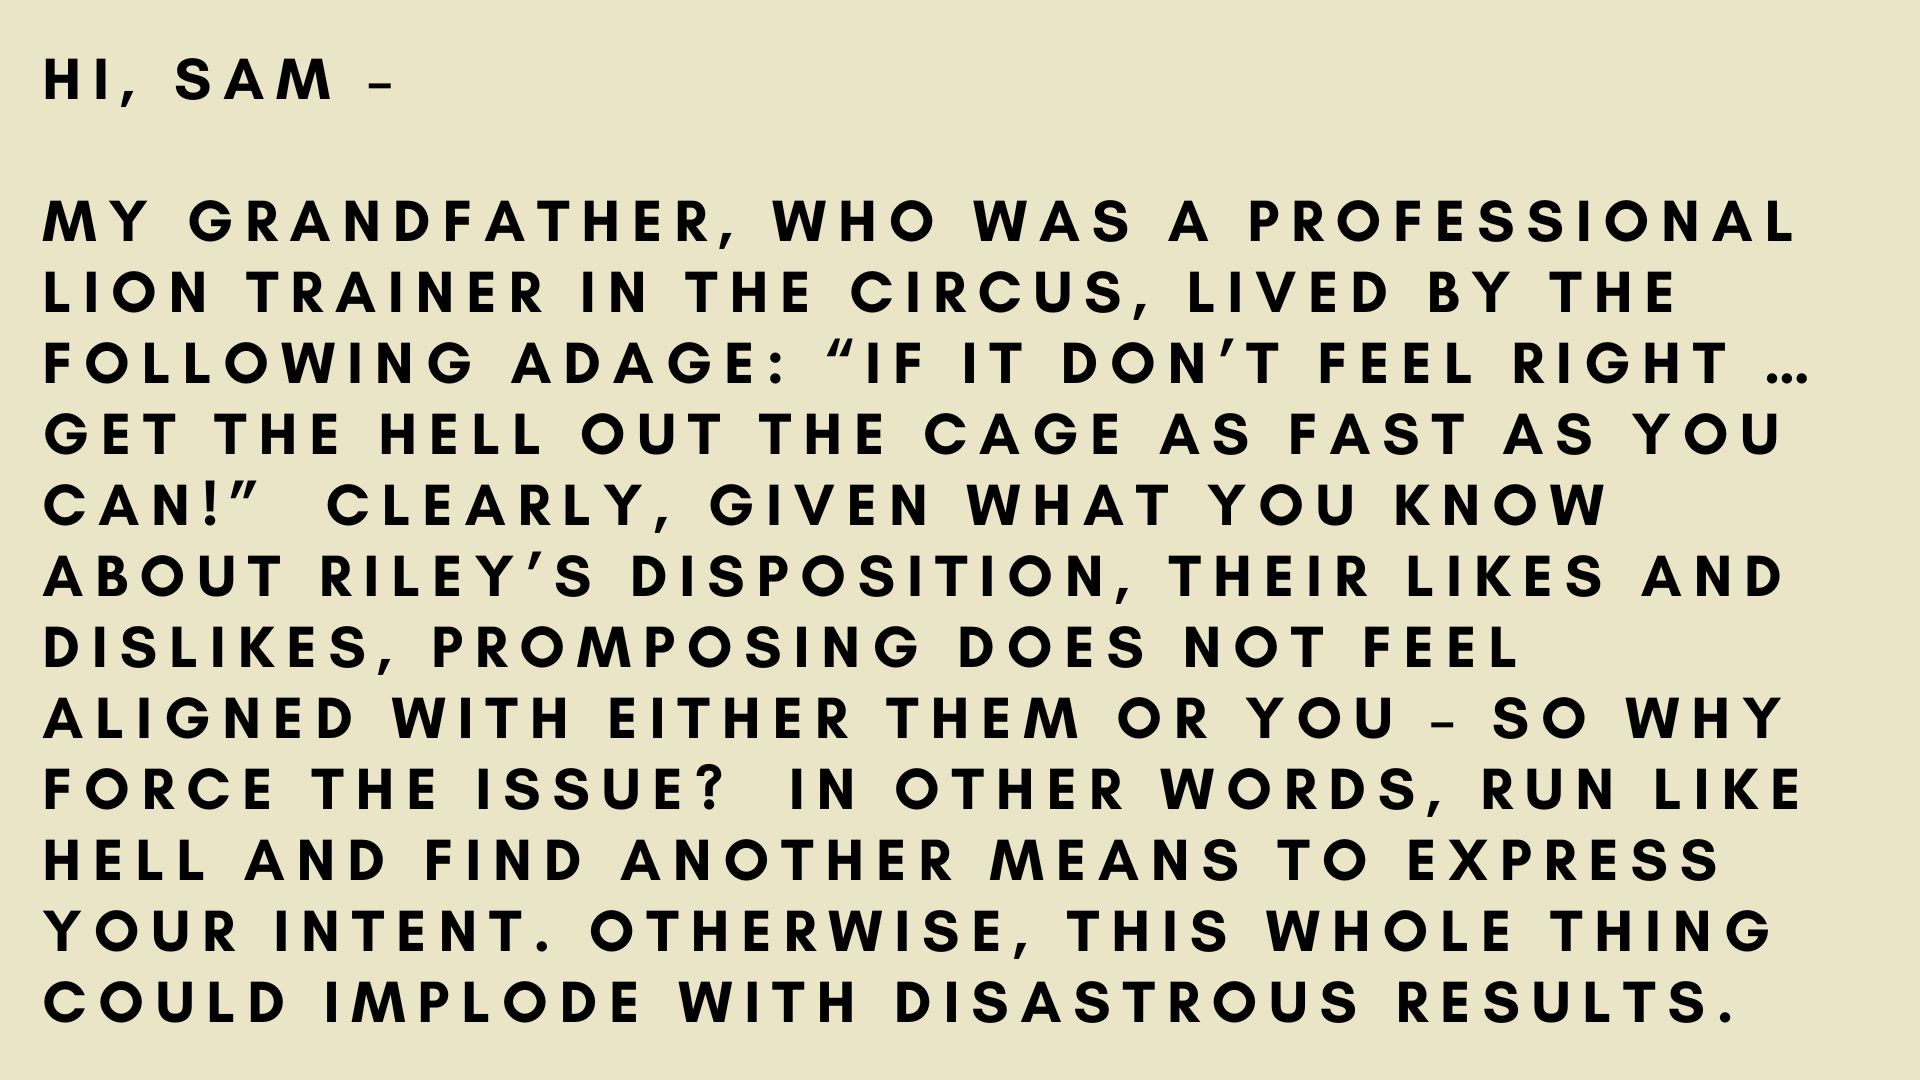 HI, SAM –
MY GRANDFATHER, WHO WAS A PROFESSIONAL
LION TRAINER IN THE CIRCUS, LIVED BY THE
FOLLOWING ADAGE: “IF IT DON’T FEEL RIGHT …
GET THE HELL OUT THE CAGE AS FAST AS YOU
CAN!”  CLEARLY, GIVEN WHAT YOU KNOW
ABOUT RILEY’S DISPOSITION, THEIR LIKES AND
DISLIKES, PROMPOSING DOES NOT FEEL
ALIGNED WITH EITHER THEM OR YOU – SO WHY
FORCE THE ISSUE?  IN OTHER WORDS, RUN LIKE
HELL AND FIND ANOTHER MEANS TO EXPRESS
YOUR INTENT. OTHERWISE, THIS WHOLE THING
COULD IMPLODE WITH DISASTROUS RESULTS.